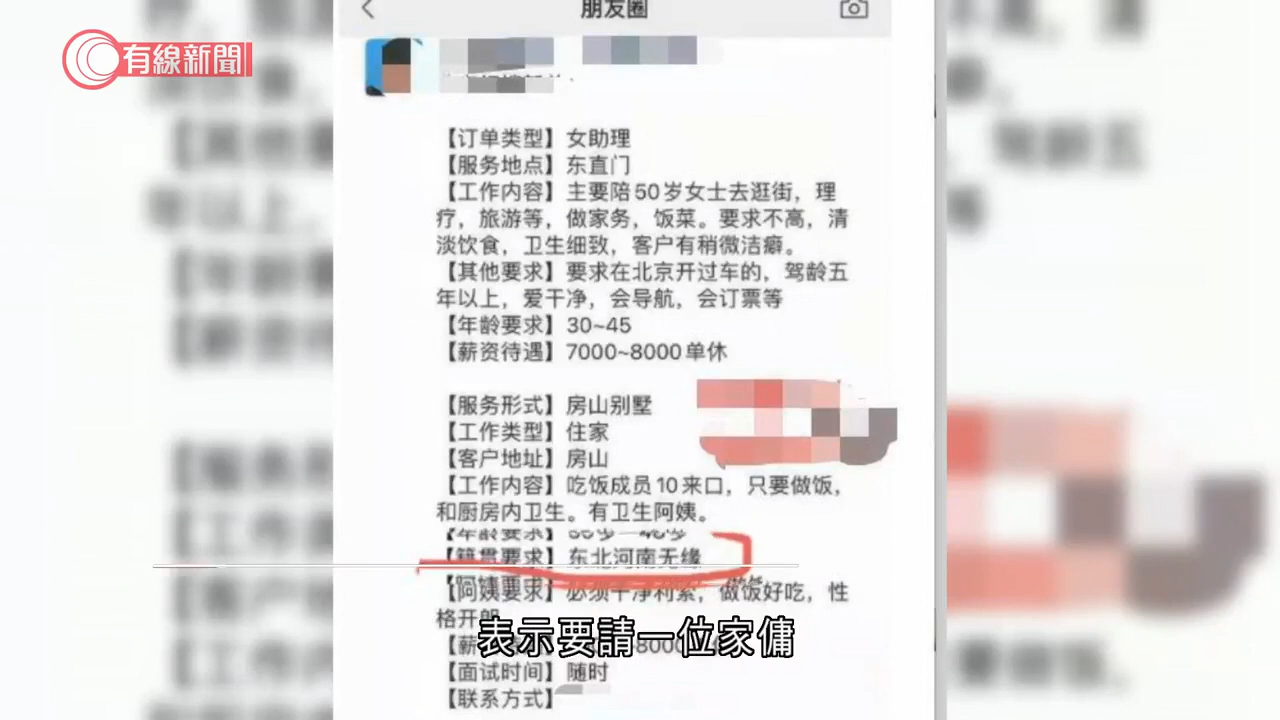 朋友圈
有線新聞
【订单类型】女助理
【服务地点】东直门
【工作内容】主要陪50岁女士去逛街，理
疗，旅游等，做家务，饭菜。要求不高，清
淡饮食，卫生细致，客户有稍微洁癖。
【其他要求】要求在北京开过车的，驾龄五
年以上，爱干净，会导航，会订票等
【年龄要求】30~45
【薪资待遇】7000~8000单休
【服务形式】房山别墅
【工作类型】住家
【客户地址】房山
【工作内容】吃饭成员10来口，只要做饭，
和厨房内卫生。有卫生阿姨。
【年龄要求】
【籍贯要求】东北河南无缘
【阿姨要求】必须干净利索，做饭好吃，性
格开朗
表示要請一位家傭
【薪 8000
【面试时间】随时
【联系方式】